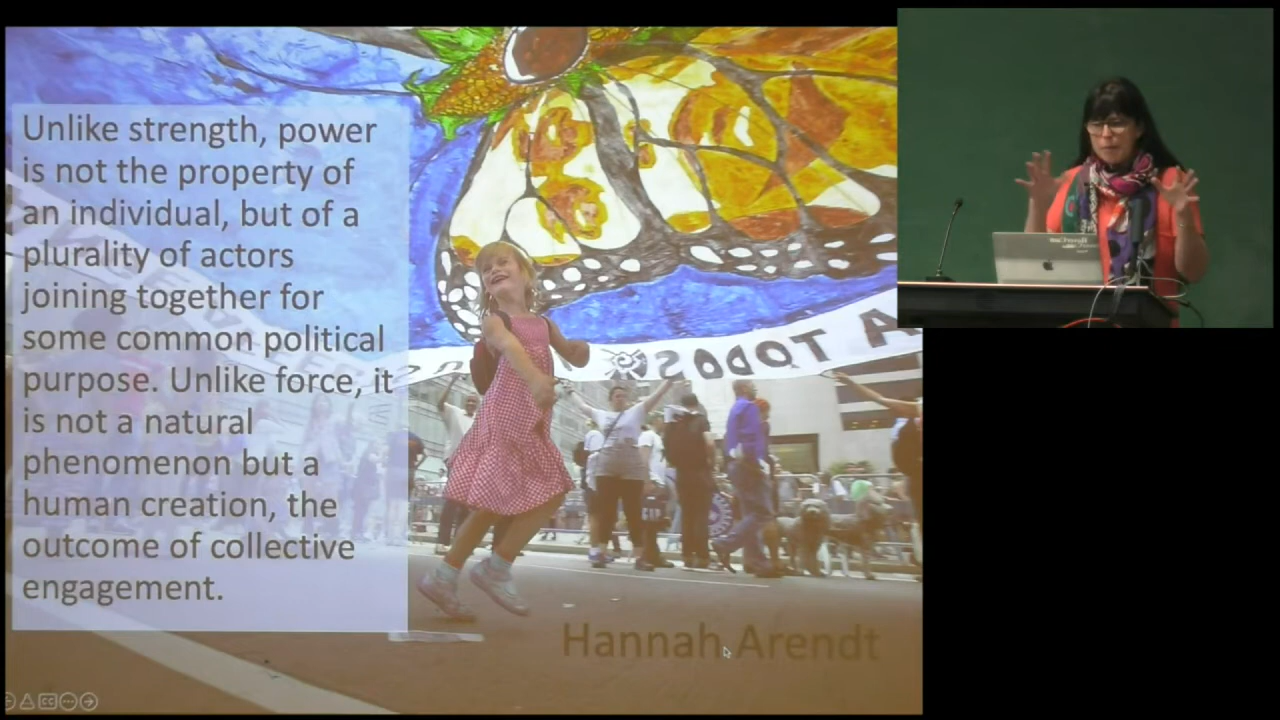 Unlike strength, power
is not the property of
an individual, but of a
plurality of actors
joining together for
some common political
purpose. Unlike force, it
is not a natural
phenomenon but a
human creation, the
outcome of collective
engagement.
A TODOS
Hannah Arendt
CC